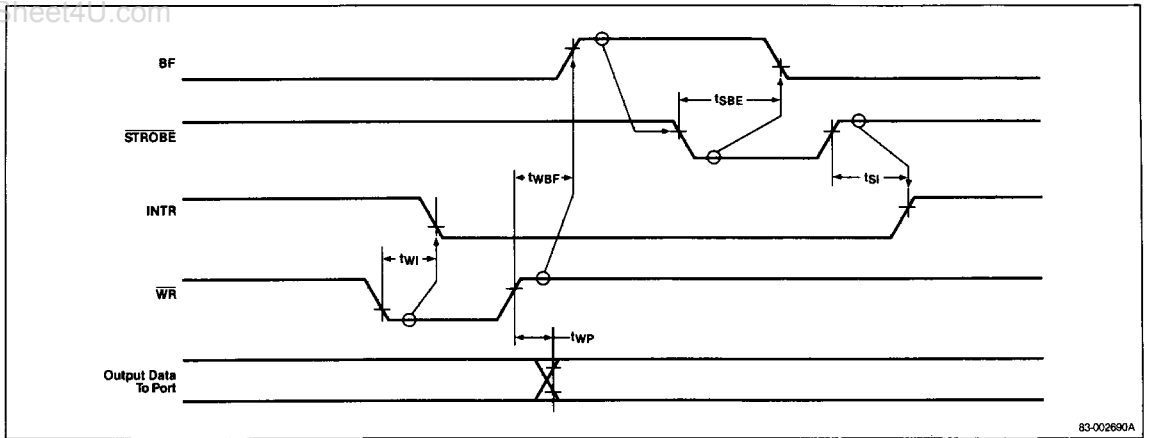 Sheet4U.com
BF
tSBE
STROBE
tWBF
tSI
INTR
tWI
WR
tWP
Output Data
To Port
83-002690A